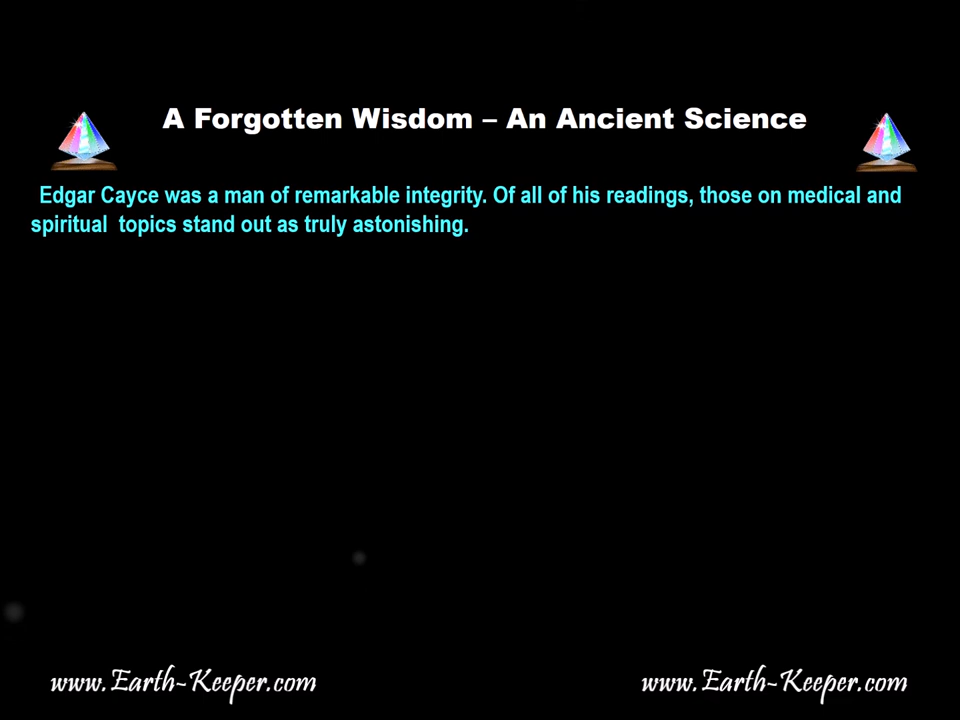 A Forgotten Wisdom – An Ancient Science
Edgar Cayce was a man of remarkable integrity. Of all of his readings, those on medical and
spiritual topics stand out as truly astonishing.
www.Earth-Keeper.com www.Earth-Keeper.com